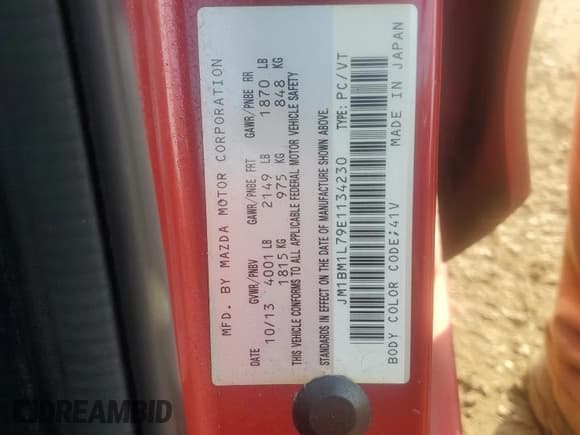 MFD. BY MAZDA MOTOR CORPORATION
DATE GVWR/PNBV GAWR/PNBE FRT GAWR/PNBE RR
10/13 4001 LB 2149 LB 1870 LB
1815 KG 975 KG 848 KG
THIS VEHICLE CONFORMS TO ALL APPLICABLE FEDERAL MOTOR VEHICLE SAFETY
STANDARDS IN EFFECT ON THE DATE OF MANUFACTURE SHOWN ABOVE.
JM1BM1L79E1134230 TYPE: PC/VT
BODY COLOR CODE;41V MADE IN JAPAN
DREAMBID